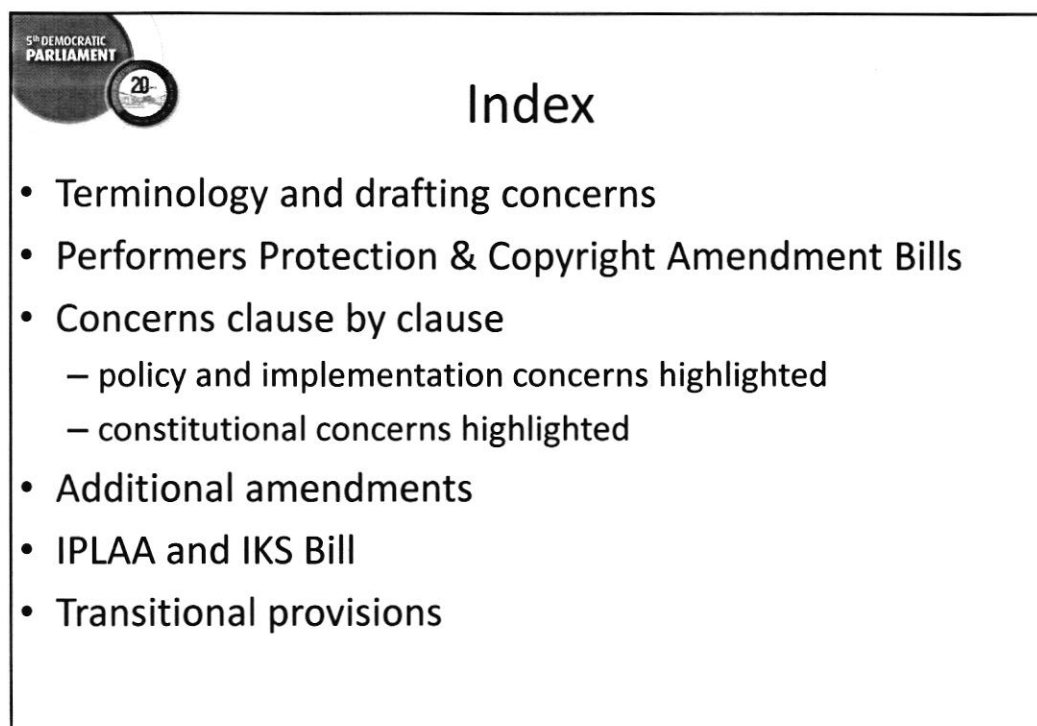 5th DEMOCRATIC
PARLIAMENT
20
Index
• Terminology and drafting concerns
• Performers Protection & Copyright Amendment Bills
• Concerns clause by clause
– policy and implementation concerns highlighted
– constitutional concerns highlighted
• Additional amendments
• IPLAA and IKS Bill
• Transitional provisions